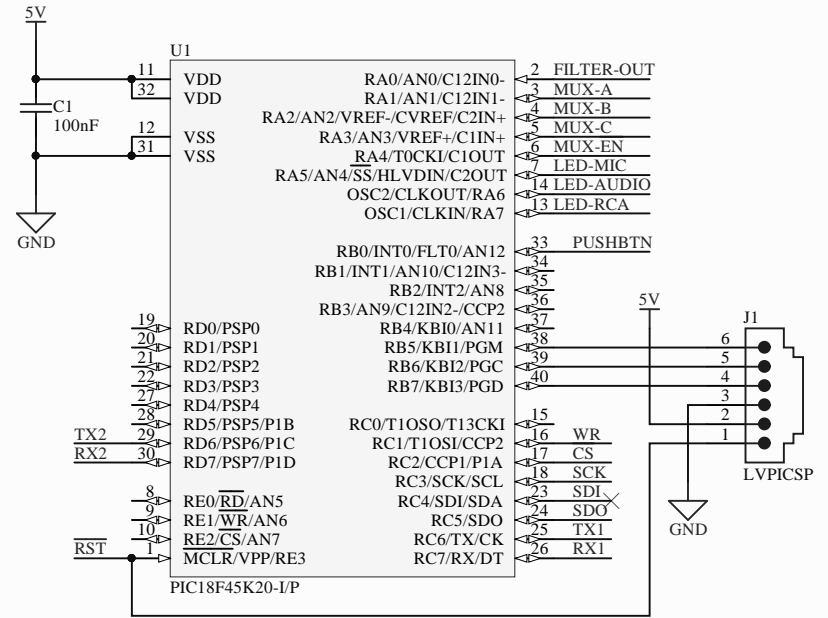 5V
U1
11 VDD
32 VDD
C1
100nF
12 VSS
31 VSS
GND
RA0/AN0/C12IN0- 2 FILTER-OUT
RA1/AN1/C12IN1- 3 MUX-A
RA2/AN2/VREF-/CVREF/C2IN+ 4 MUX-B
RA3/AN3/VREF+/C1IN+ 5 MUX-C
RA4/T0CKI/C1OUT 6 MUX-EN
RA5/AN4/SS/HLVDIN/C2OUT LED-MIC
OSC2/CLKOUT/RA6 14 LED-AUDIO
OSC1/CLKIN/RA7 13 LED-RCA
RB0/INT0/FLT0/AN12 33 PUSHBTN
RB1/INT1/AN10/C12IN3- 34
RB2/INT2/AN8 35
RB3/AN9/C12IN2-/CCP2 36
5V
J1
19 RD0/PSP0 RB4/KBI0/AN11 37
20 RD1/PSP1 RB5/KBI1/PGM 38 6
21 RD2/PSP2 RB6/KBI2/PGC 39 5
22 RD3/PSP3 RB7/KBI3/PGD 40 4
27 RD4/PSP4 3
28 RD5/PSP5/P1B RC0/T1OSO/T13CKI 15 2
TX2 29 RD6/PSP6/P1C RC1/T1OSI/CCP2 16 WR 1
RX2 30 RD7/PSP7/P1D RC2/CCP1/P1A 17 CS
LVPICSP
RC3/SCK/SCL 18 SCK
8 RE0/RD/AN5 RC4/SDI/SDA 23 SDI
9 RE1/WR/AN6 RC5/SDO 24 SDO
GND
10 RE2/CS/AN7 RC6/TX/CK 25 TX1
RST 1 MCLR/VPP/RE3 RC7/RX/DT 26 RX1
PIC18F45K20-I/P